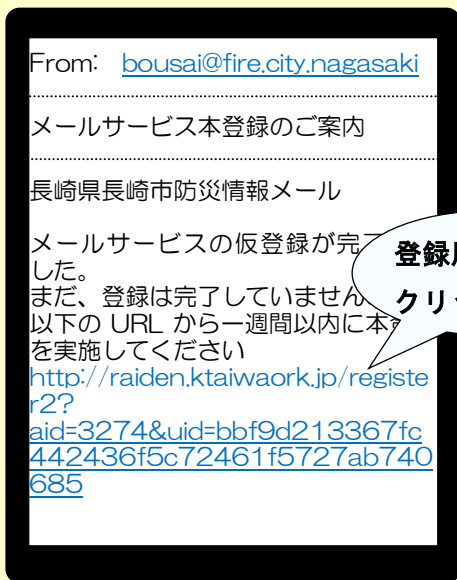 From: bousai@fire.city.nagasaki
メールサービス本登録のご案内
長崎県長崎市防災情報メール
メールサービスの仮登録が完
した。
まだ、登録は完了していません
以下の URL から一週間以内に本
を実施してください
http://raiden.ktaiwaork.jp/registe
r2?
aid=3274&uid=bbf9d213367fc
442436f5c72461f5727ab740
685
登録
クリ